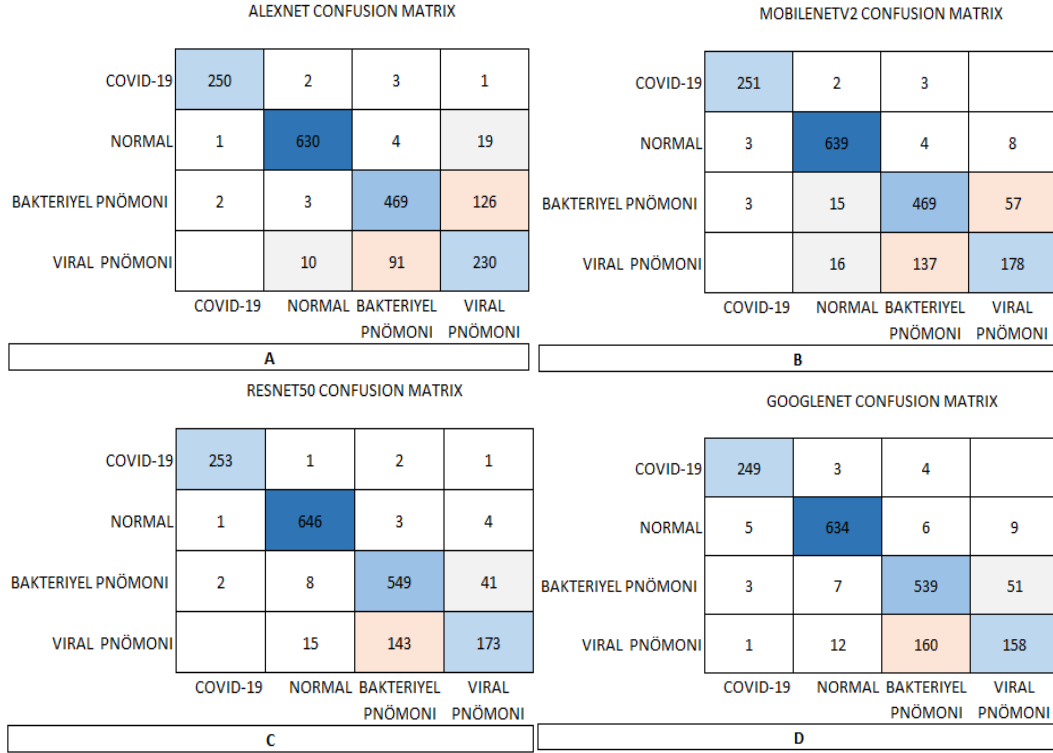 ALEXNET CONFUSION MATRIX
COVID-19 250 2 3 1
NORMAL 1 630 4 19
BAKTERIYEL PNÖMONI 2 3 469 126
VIRAL PNÖMONI 10 91 230
COVID-19 NORMAL BAKTERIYEL VIRAL
PNÖMONI PNÖMONI
A
MOBILENETV2 CONFUSION MATRIX
COVID-19 251 2 3
NORMAL 3 639 4 8
BAKTERIYEL PNÖMONI 3 15 469 57
VIRAL PNÖMONI 16 137 178
COVID-19 NORMAL BAKTERIYEL VIRAL
PNÖMONI PNÖMONI
B
RESNET50 CONFUSION MATRIX
COVID-19 253 1 2 1
NORMAL 1 646 3 4
BAKTERIYEL PNÖMONI 2 8 549 41
VIRAL PNÖMONI 15 143 173
COVID-19 NORMAL BAKTERIYEL VIRAL
PNÖMONI PNÖMONI
C
GOOGLENET CONFUSION MATRIX
COVID-19 249 3 4
NORMAL 5 634 6 9
BAKTERIYEL PNÖMONI 3 7 539 51
VIRAL PNÖMONI 1 12 160 158
COVID-19 NORMAL BAKTERIYEL VIRAL
PNÖMONI PNÖMONI
D